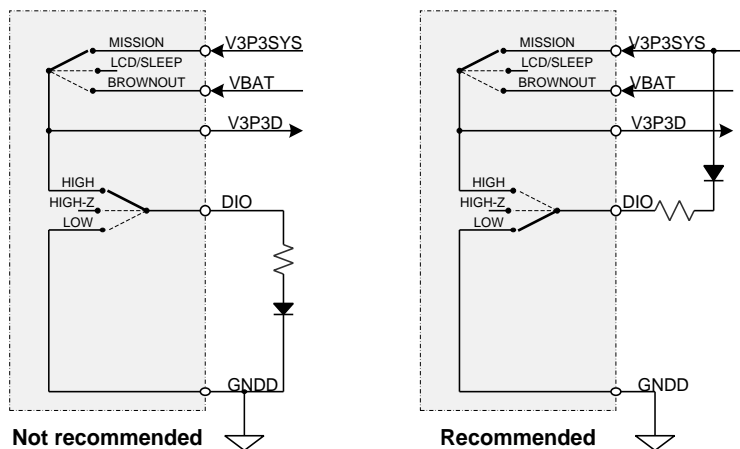 MISSION
V3P3SYS
LCD/SLEEP
BROWNOUT
VBAT
V3P3D
HIGH
HIGH-Z
LOW
DIO
GNDD
Not recommended
MISSION
V3P3SYS
LCD/SLEEP
BROWNOUT
VBAT
V3P3D
HIGH
HIGH-Z
LOW
DIO
GNDD
Recommended